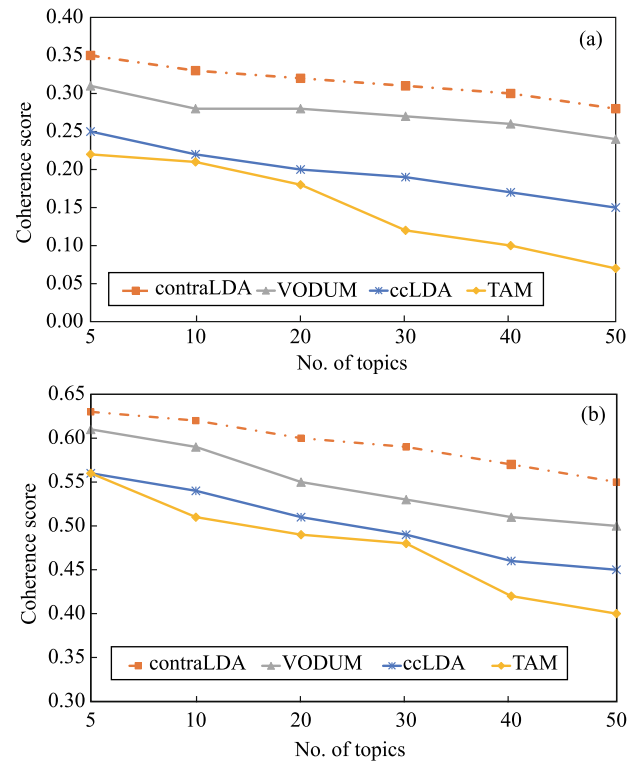 0.40
(a)
0.35
0.30
0.25
0.20
0.15
0.10
0.05
0.00
Coherence score
contraLDA VODUM ccLDA TAM
5 10 20 30 40 50
No. of topics
0.65
(b)
0.60
0.55
0.50
0.45
0.40
0.35
0.30
Coherence score
contraLDA VODUM ccLDA TAM
5 10 20 30 40 50
No. of topics